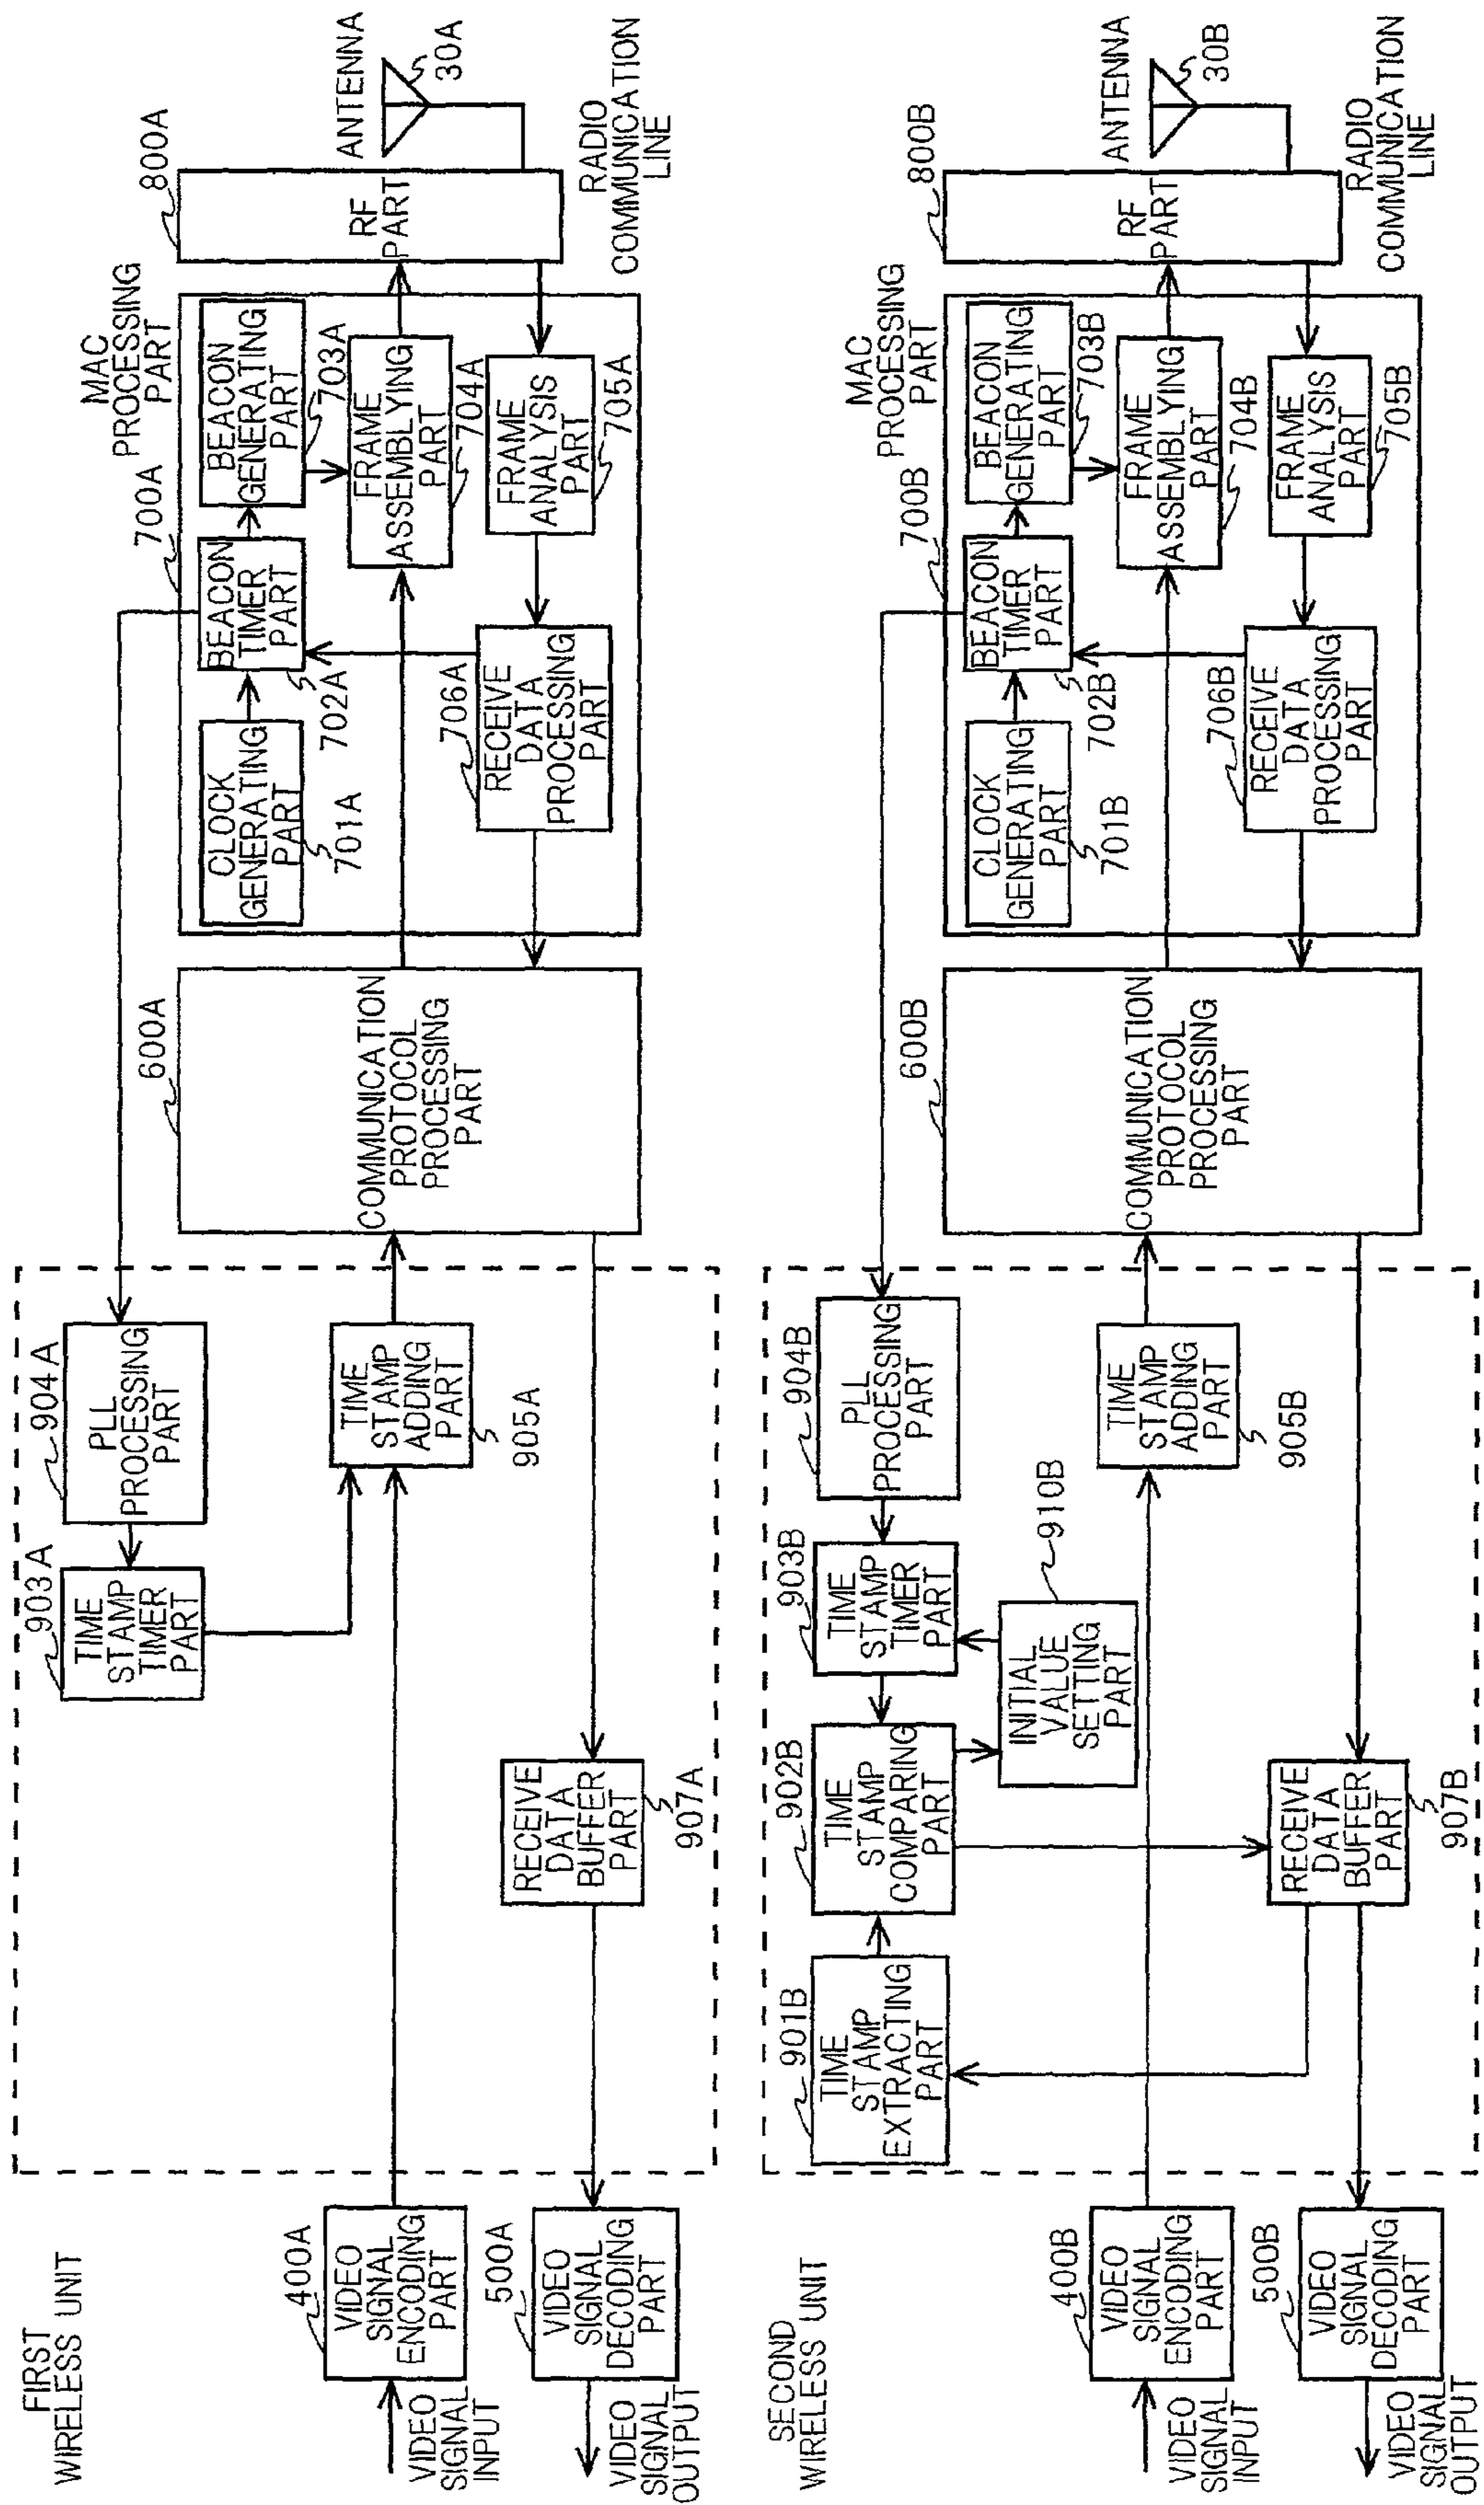 FIRST
WIRELESS UNIT
VIDEO
SIGNAL
INPUT
400A
VIDEO
SIGNAL
ENCODING
PART
VIDEO
SIGNAL
OUTPUT
500A
VIDEO
SIGNAL
DECODING
PART
903A
TIME
STAMP
TIMER
PART
904A
PLL
PROCESSING
PART
TIME
STAMP
ADDING
PART
905A
RECEIVE
DATA
BUFFER
PART
907A
600A
COMMUNICATION
PROTOCOL
PROCESSING
PART
700A
MAC
PROCESSING
PART
CLOCK
GENERATING
PART
701A
BEACON
TIMER
PART
702A
BEACON
GENERATING
PART
703A
FRAME
ASSEMBLYING
PART
704A
FRAME
ANALYSIS
PART
705A
706A
RECEIVE
DATA
PROCESSING
PART
800A
RF
PART
ANTENNA
30A
RADIO
COMMUNICATION
LINE
SECOND
WIRELESS UNIT
VIDEO
SIGNAL
INPUT
400B
VIDEO
SIGNAL
ENCODING
PART
VIDEO
SIGNAL
OUTPUT
500B
VIDEO
SIGNAL
DECODING
PART
901B
TIME
STAMP
EXTRACTING
PART
902B
TIME
STAMP
COMPARING
PART
903B
TIME
STAMP
TIMER
PART
904B
PLL
PROCESSING
PART
INITIAL
VALUE
SETTING
PART
910B
TIME
STAMP
ADDING
PART
905B
RECEIVE
DATA
BUFFER
PART
907B
600B
COMMUNICATION
PROTOCOL
PROCESSING
PART
700B
MAC
PROCESSING
PART
CLOCK
GENERATING
PART
701B
BEACON
TIMER
PART
702B
BEACON
GENERATING
PART
703B
FRAME
ASSEMBLYING
PART
704B
FRAME
ANALYSIS
PART
705B
706B
RECEIVE
DATA
PROCESSING
PART
800B
RF
PART
ANTENNA
30B
RADIO
COMMUNICATION
LINE